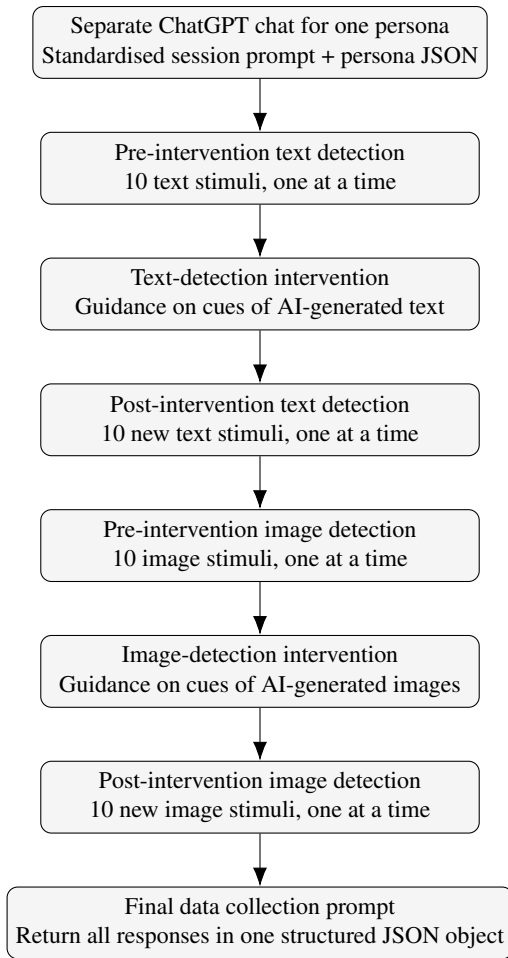 Separate ChatGPT chat for one persona
Standardised session prompt + persona JSON
Pre-intervention text detection
10 text stimuli, one at a time
Text-detection intervention
Guidance on cues of AI-generated text
Post-intervention text detection
10 new text stimuli, one at a time
Pre-intervention image detection
10 image stimuli, one at a time
Image-detection intervention
Guidance on cues of AI-generated images
Post-intervention image detection
10 new image stimuli, one at a time
Final data collection prompt
Return all responses in one structured JSON object